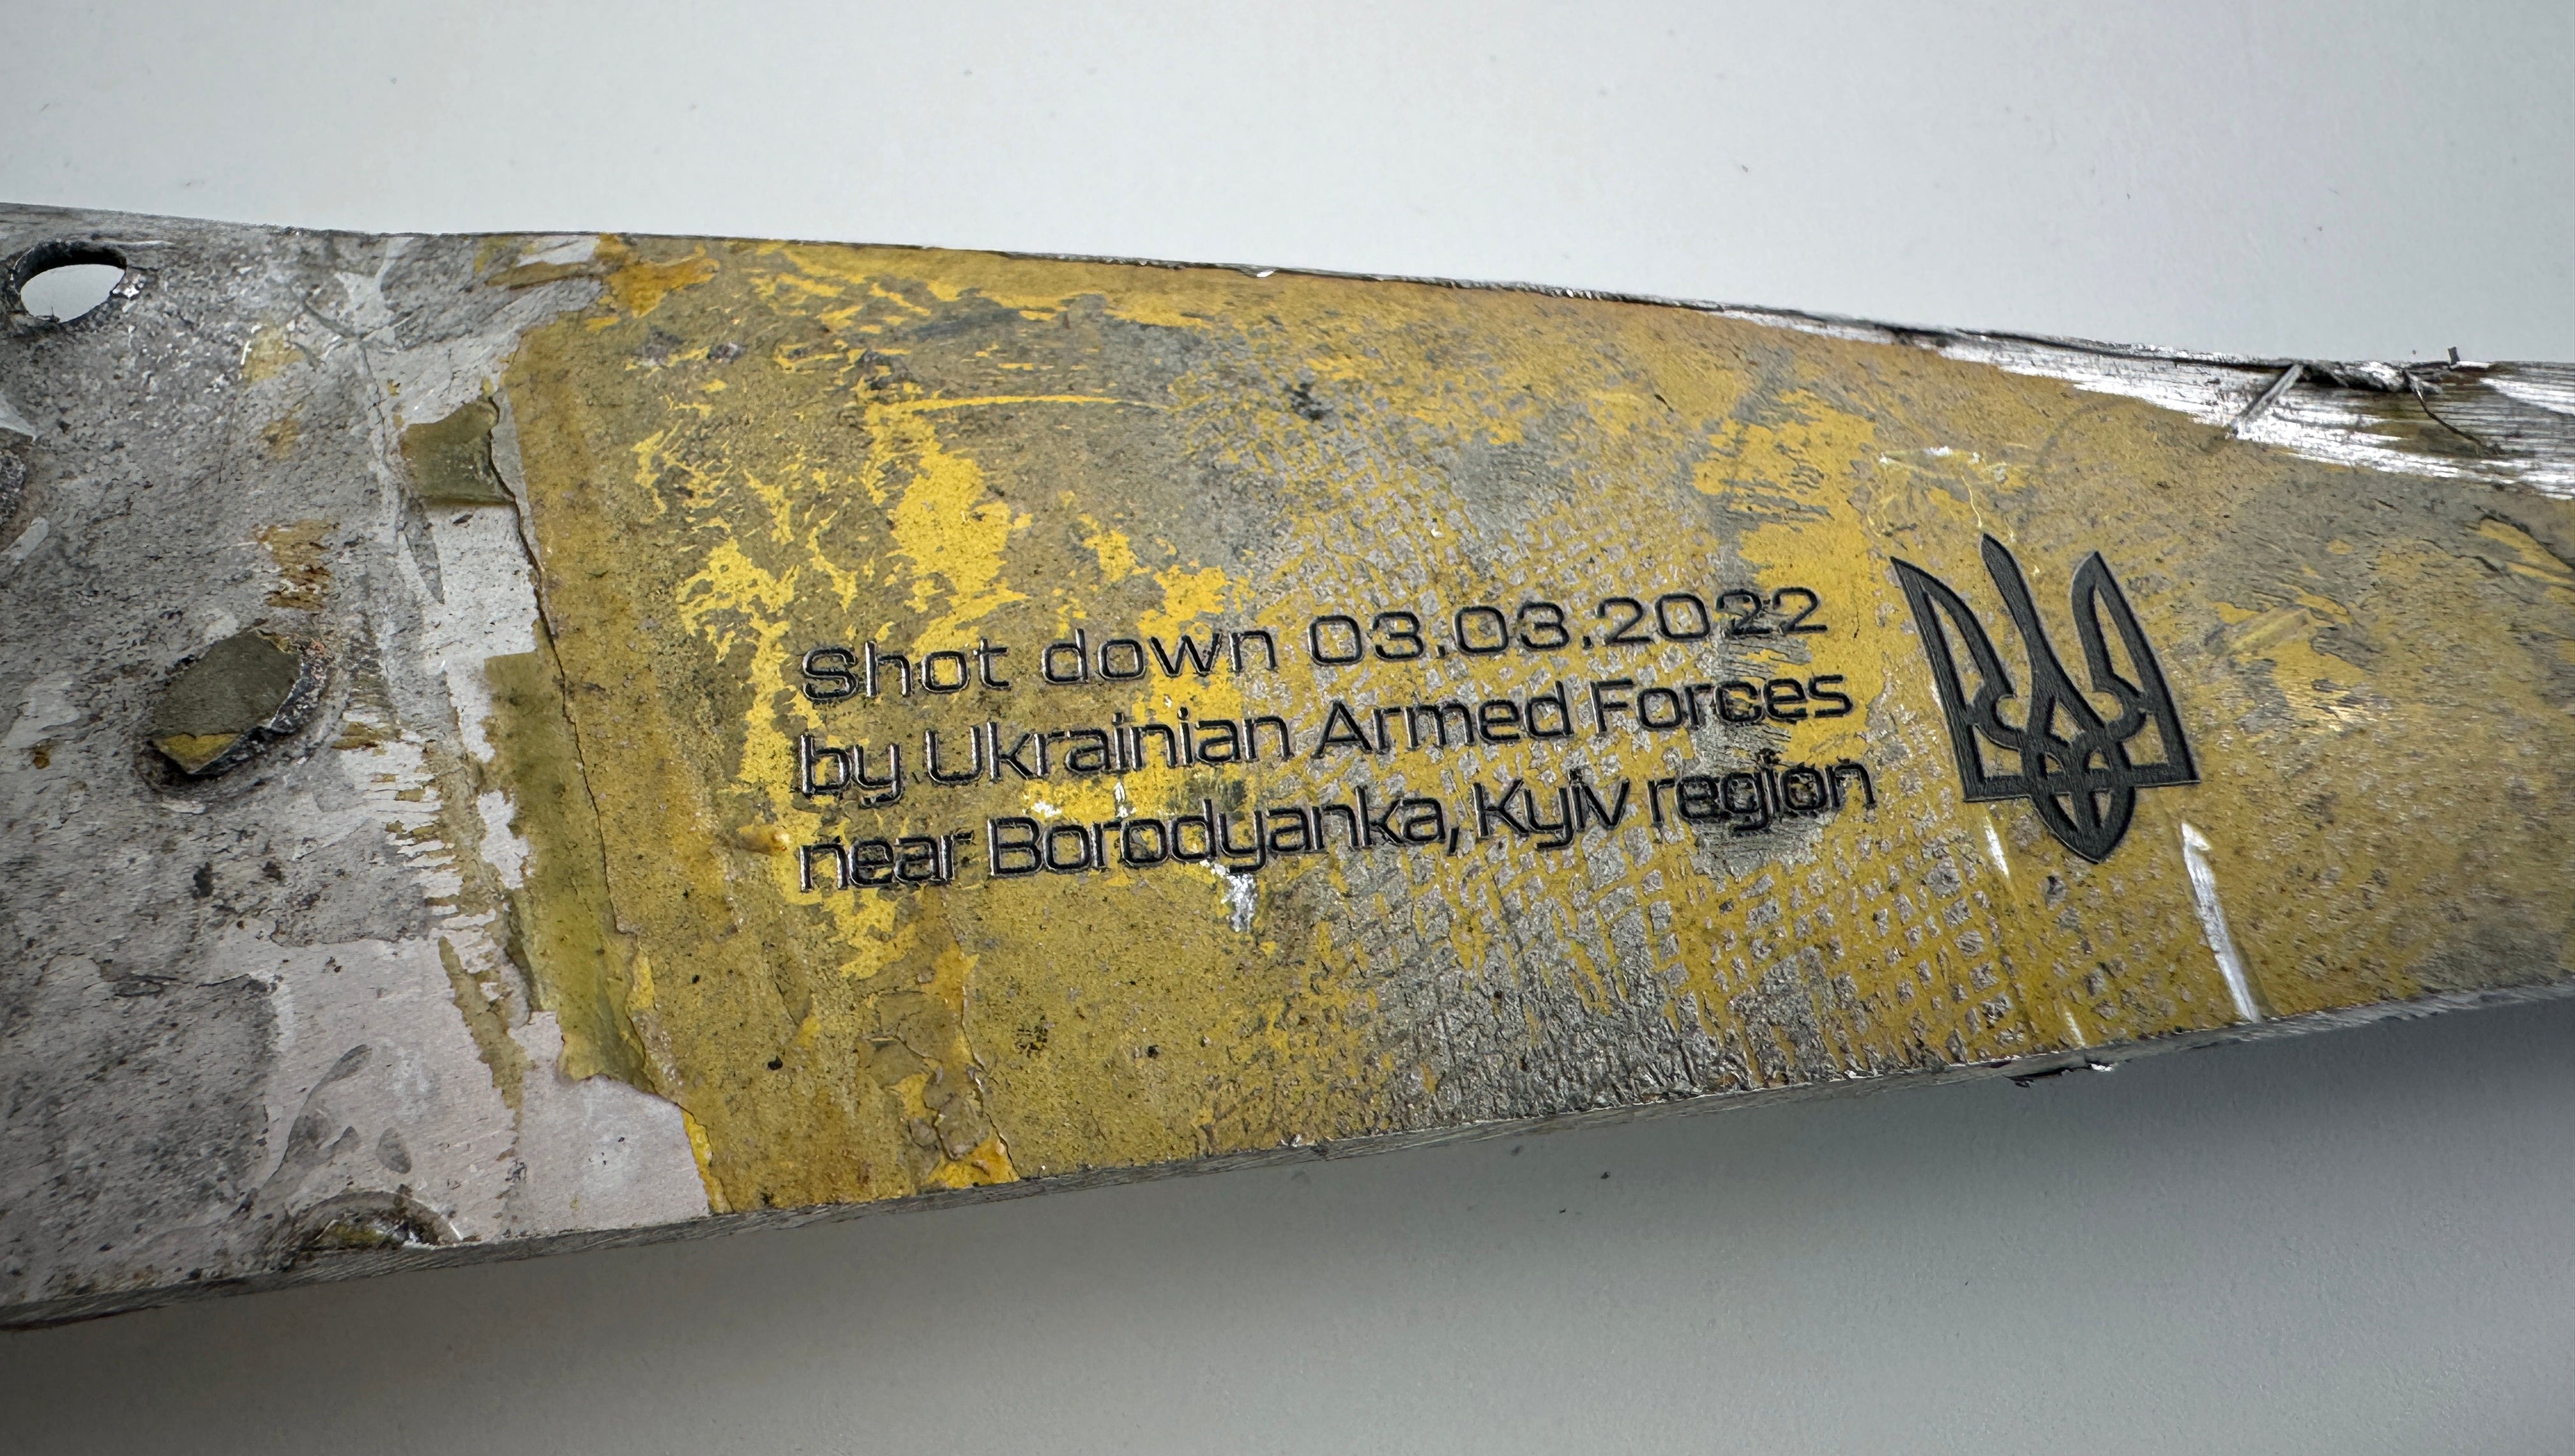 Shot down 03.03.2022
by Ukrainian Armed Forces
near Borodyanka, Kyiv region